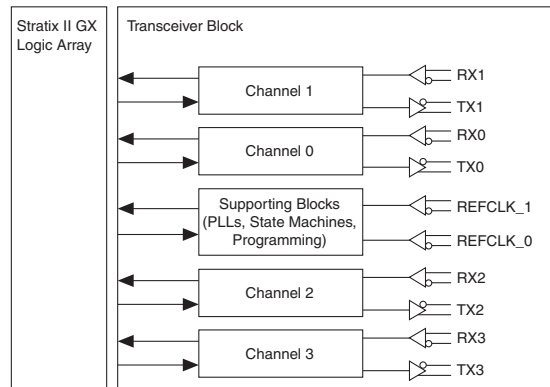 Stratix II GX
Logic Array
Transceiver Block
Channel 1
RX1
TX1
Channel 0
RX0
TX0
Supporting Blocks
(PLLs, State Machines,
Programming)
REFCLK_1
REFCLK_0
Channel 2
RX2
TX2
Channel 3
RX3
TX3